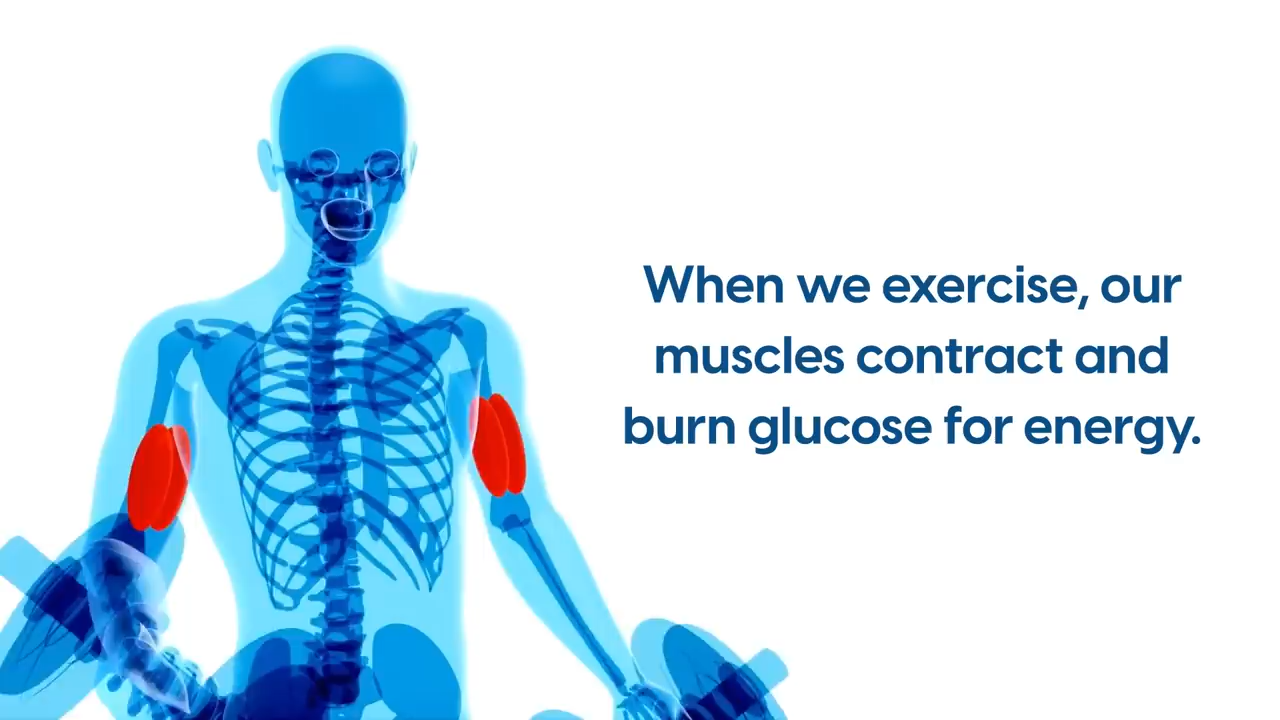 When we exercise, our
muscles contract and
burn glucose for energy.